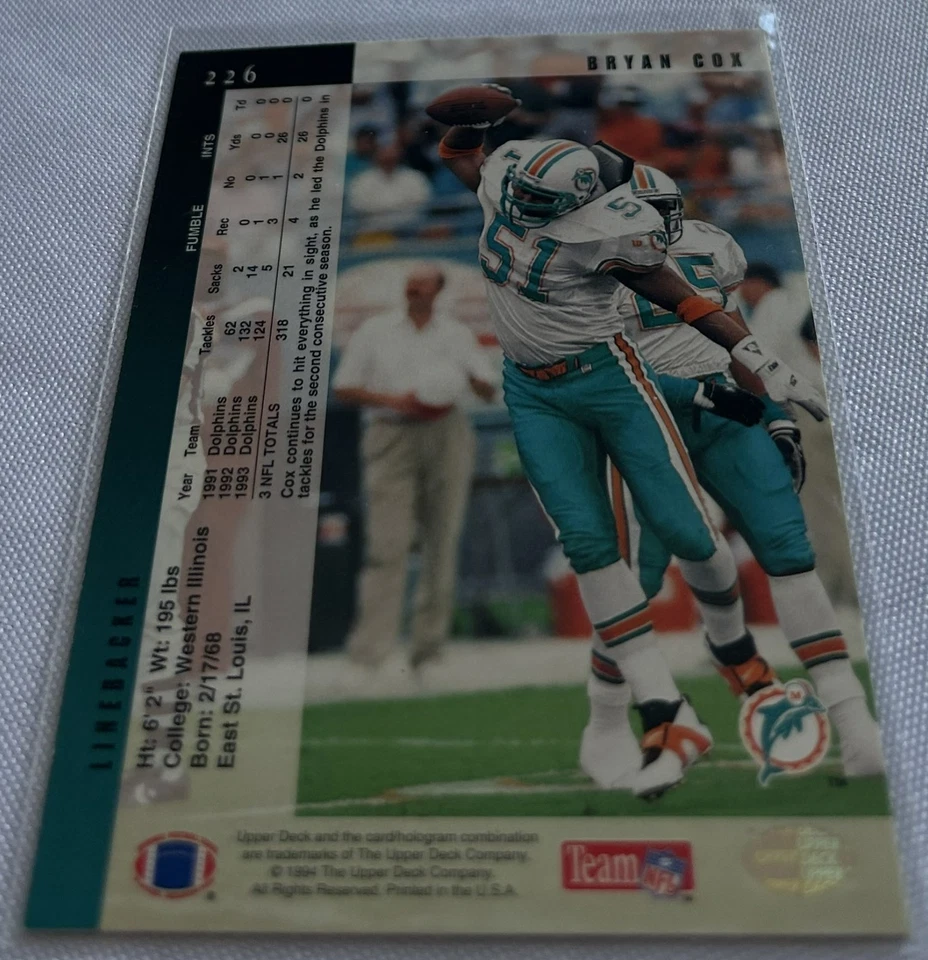 226
BRYAN COX
LINEBACKER
Ht: 6' 2" Wt: 195 lbs
College: Western Illinois
Born: 2/17/68
East St. Louis, IL
FUMBLE INTS
Year Team Tackles Sacks Rec No Yds Td
1991 Dolphins 62 2 0 0 0 0
1992 Dolphins 132 14 1 1 0 0
1993 Dolphins 124 5 3 1 26 0
3 NFL TOTALS 318 21 4 2 26 0
Cox continues to hit everything in sight, as he led the Dolphins in
tackles for the second consecutive season.
51
5
25
Upper Deck and the card/hologram combination
are trademarks of The Upper Deck Company.
© 1994 The Upper Deck Company.
All Rights Reserved. Printed in the U.S.A.
Team NFL